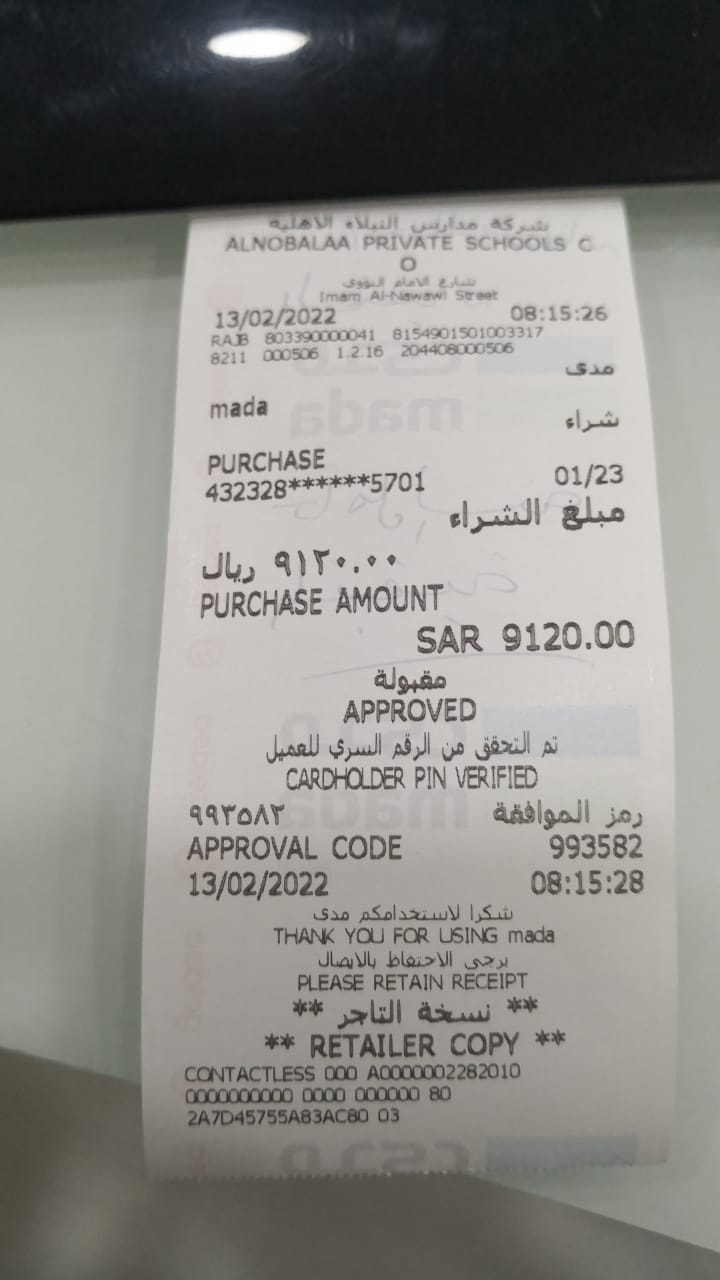 شركة مدارس النبلاء الاهلية
ALNOBALAA PRIVATE SCHOOLS C
O
شارع الامام النووي
Imam Al-Nawawi Street
13/02/2022 08:15:26
RAJB 803390000041 8154901501003317
8211 000506 1.2.16 204408000506
مدى
mada
شراء
PURCHASE
432328******5701 01/23
مبلغ الشراء
٩١٢٠.٠٠ ريال
PURCHASE AMOUNT
SAR 9120.00
مقبولة
APPROVED
تم التحقق من الرقم السري للعميل
CARDHOLDER PIN VERIFIED
رمز الموافقة ٩٩٣٥٨٢
APPROVAL CODE 993582
13/02/2022 08:15:28
شكرا لاستخدامكم مدى
THANK YOU FOR USING mada
يرجى الاحتفاظ بالايصال
PLEASE RETAIN RECEIPT
** نسخة التاجر **
** RETAILER COPY **
CONTACTLESS 000 A0000002282010
0000000000 0000 000000 80
2A7D45755A83AC80 03